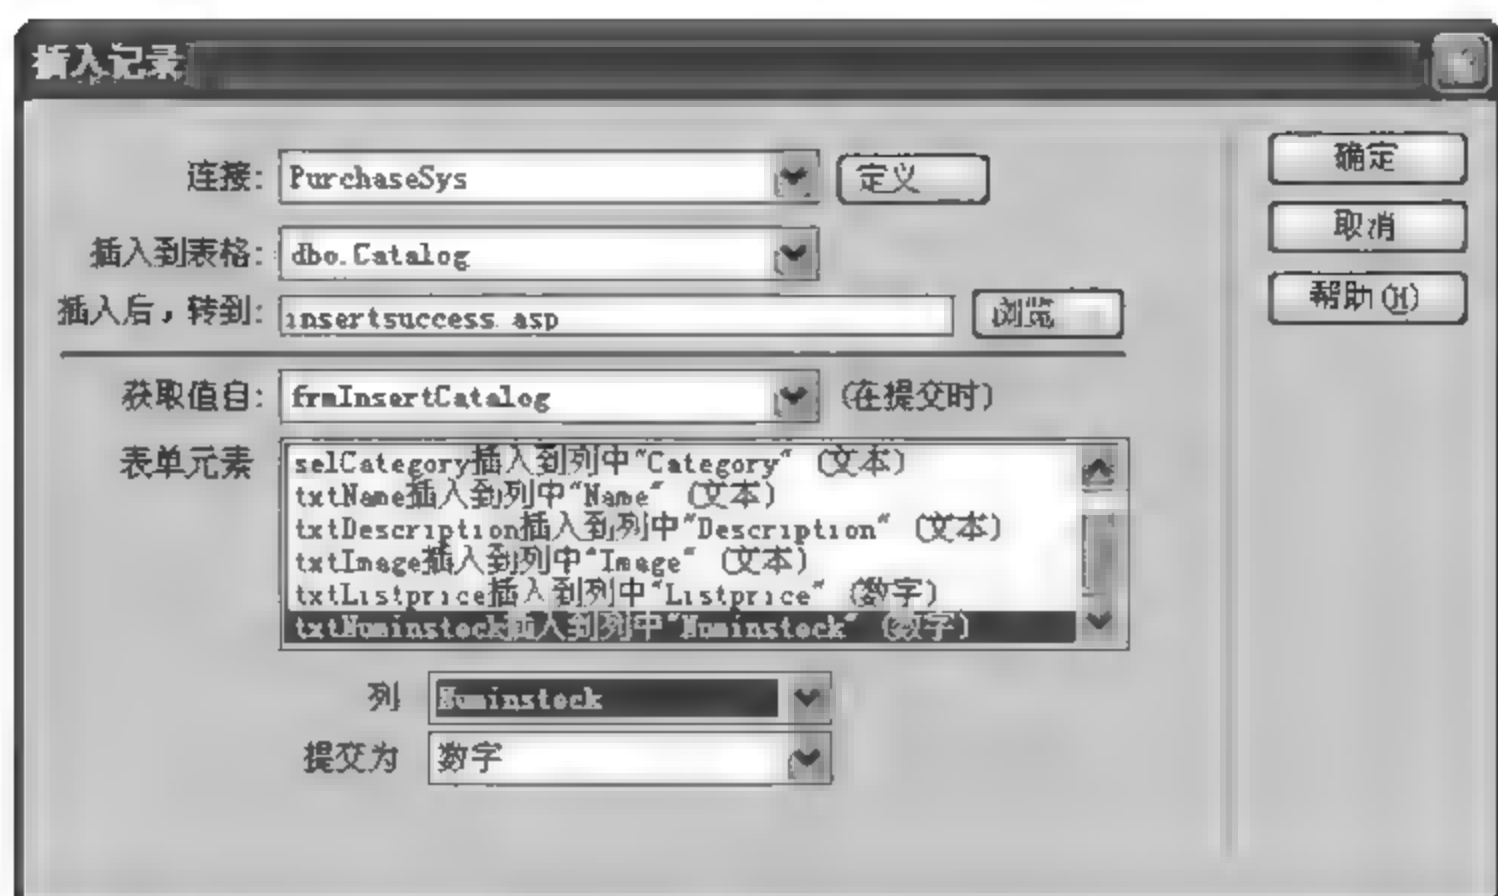 插入记录
连接: PurchaseSys 定义
确定
插入到表格: dbo.Catalog
取消
插入后，转到: insertsuccess.asp 浏览
帮助(H)
获取值自: frmInsertCatalog (在提交时)
表单元素
selCategory插入到列中"Category" (文本)
txtName插入到列中"Name" (文本)
txtDescription插入到列中"Description" (文本)
txtImage插入到列中"Image" (文本)
txtListprice插入到列中"Listprice" (数字)
txtNuminstock插入到列中"Numinstock" (数字)
列 Numinstock
提交为 数字